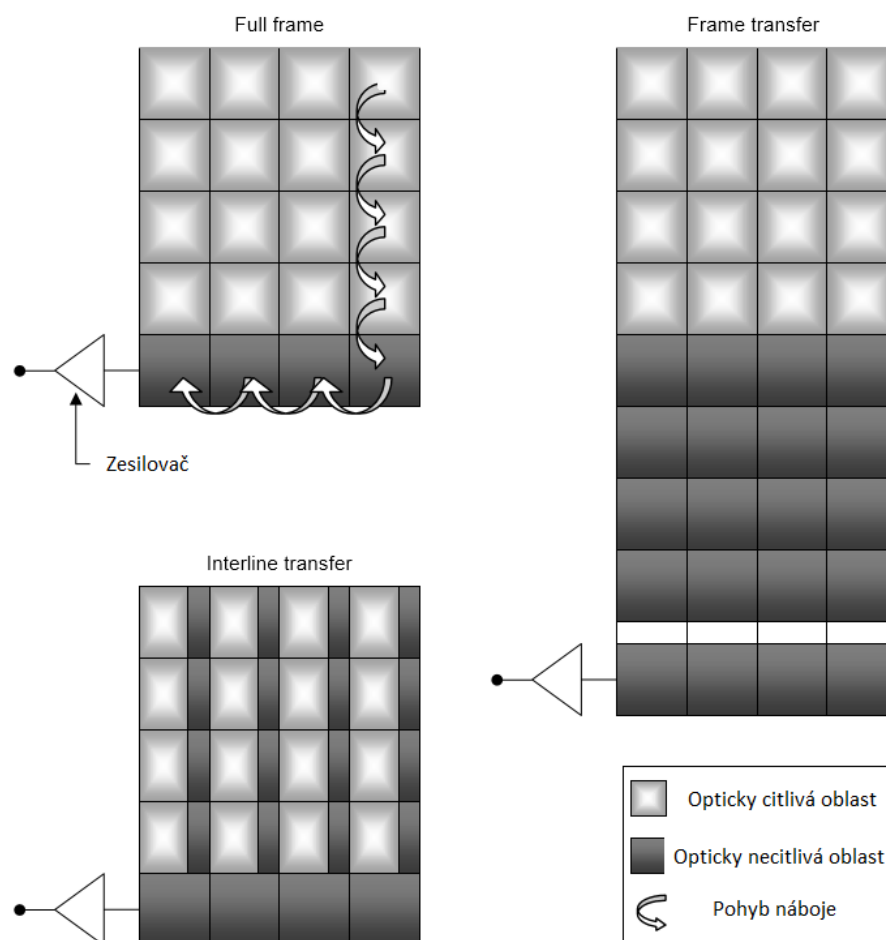 Full frame
Frame transfer
Zesilovač
Interline transfer
Opticky citlivá oblast
Opticky necitlivá oblast
Pohyb náboje